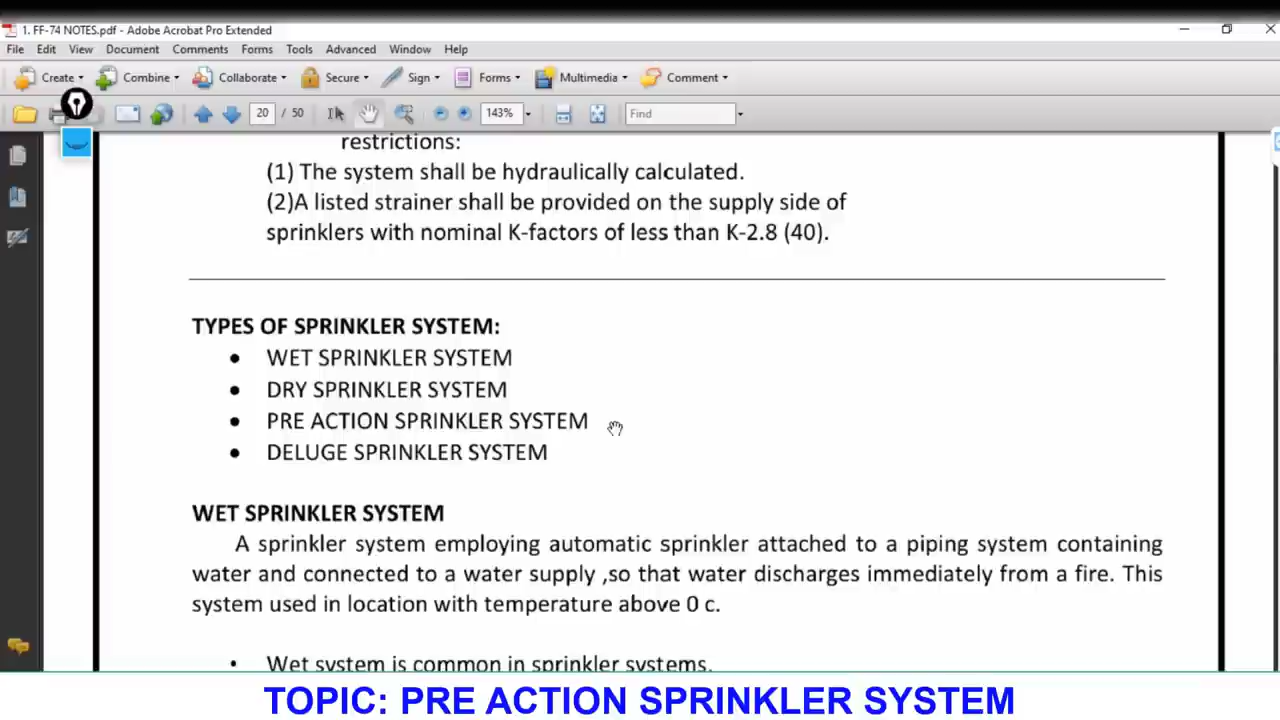 1. FF-74 NOTES.pdf - Adobe Acrobat Pro Extended
File Edit View Document Comments Forms Tools Advanced Window Help
Create Combine Collaborate Secure Sign Forms Multimedia Comment
20 / 50 143% Find
restrictions:
(1) The system shall be hydraulically calculated.
(2)A listed strainer shall be provided on the supply side of
sprinklers with nominal K-factors of less than K-2.8 (40).
TYPES OF SPRINKLER SYSTEM:
• WET SPRINKLER SYSTEM
• DRY SPRINKLER SYSTEM
• PRE ACTION SPRINKLER SYSTEM
• DELUGE SPRINKLER SYSTEM
WET SPRINKLER SYSTEM
A sprinkler system employing automatic sprinkler attached to a piping system containing
water and connected to a water supply ,so that water discharges immediately from a fire. This
system used in location with temperature above 0 c.
• Wet system is common in sprinkler systems.
TOPIC: PRE ACTION SPRINKLER SYSTEM